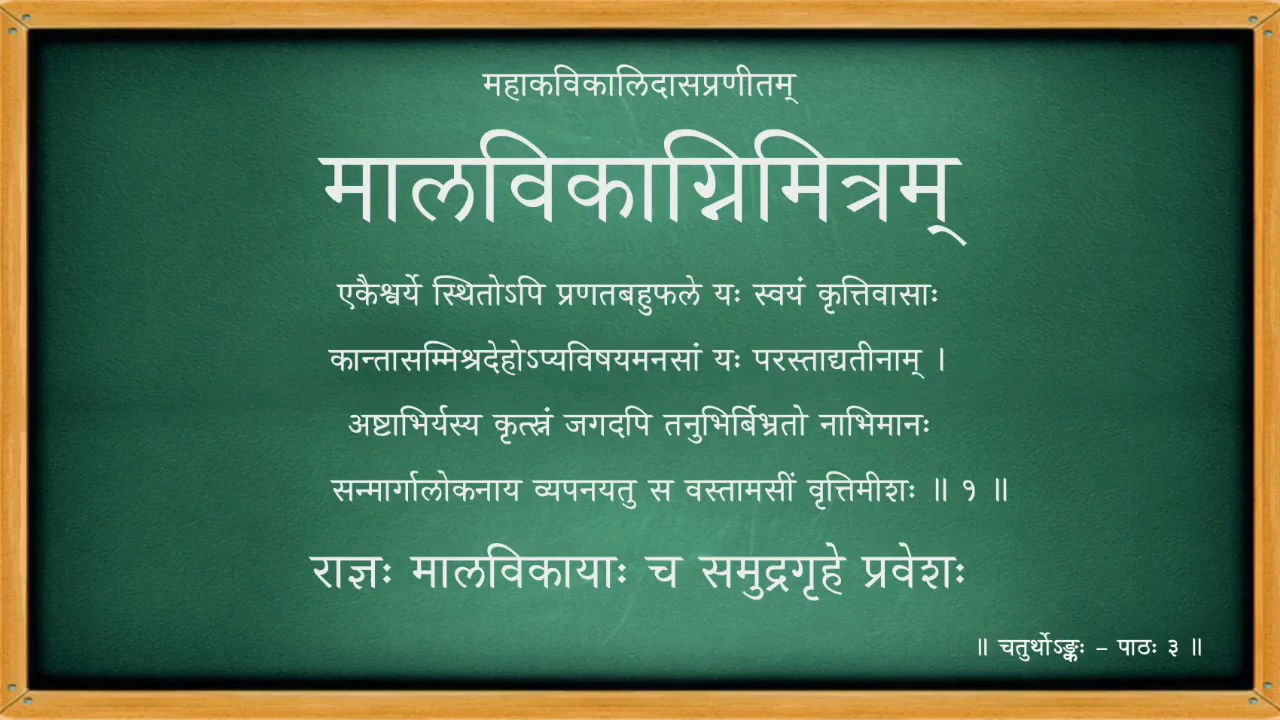 महाकविकालिदासप्रणीतम्
मालविकाग्निमित्रम्
एकैश्वर्ये स्थितोऽपि प्रणतबहुफले यः स्वयं कृत्तिवासाः
कान्तासम्मिश्रदेहोऽप्यविषयमनसां यः परस्ताद्यतीनाम् ।
अष्टाभिर्यस्य कृत्स्नं जगदपि तनुभिर्बिभ्रतो नाभिमानः
सन्मार्गालोकनाय व्यपनयतु स वस्तामसीं वृत्तिमीशः ॥ १ ॥
राज्ञः मालविकायाः च समुद्रगृहे प्रवेशः
॥ चतुर्थोऽङ्कः – पाठः ३ ॥